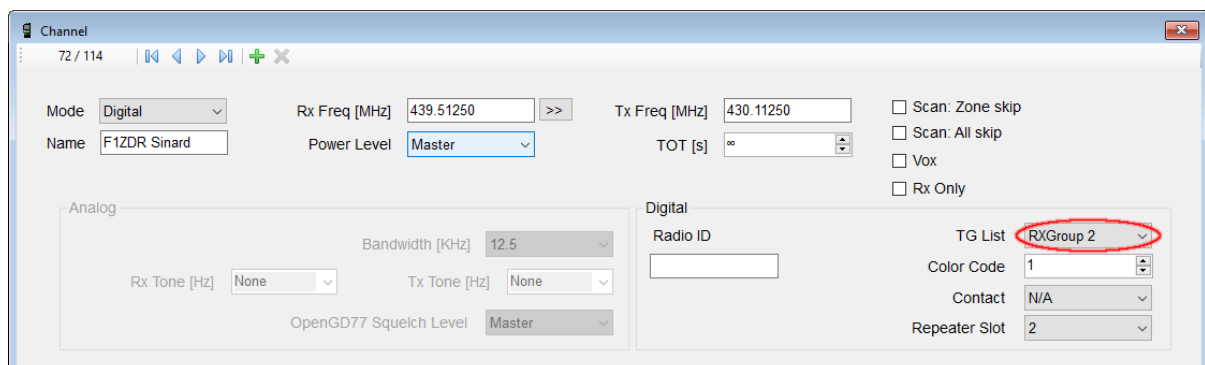 Channel
72 / 114
Mode Digital Rx Freq [MHz] 439.51250 >> Tx Freq [MHz] 430.11250 Scan: Zone skip
Scan: All skip
Name F1ZDR Sinard Power Level Master TOT [s] ∞
Vox
Rx Only
Analog
Bandwidth [KHz] 12.5
Rx Tone [Hz] None Tx Tone [Hz] None
OpenGD77 Squelch Level Master
Digital
Radio ID TG List RXGroup 2
Color Code 1
Contact N/A
Repeater Slot 2